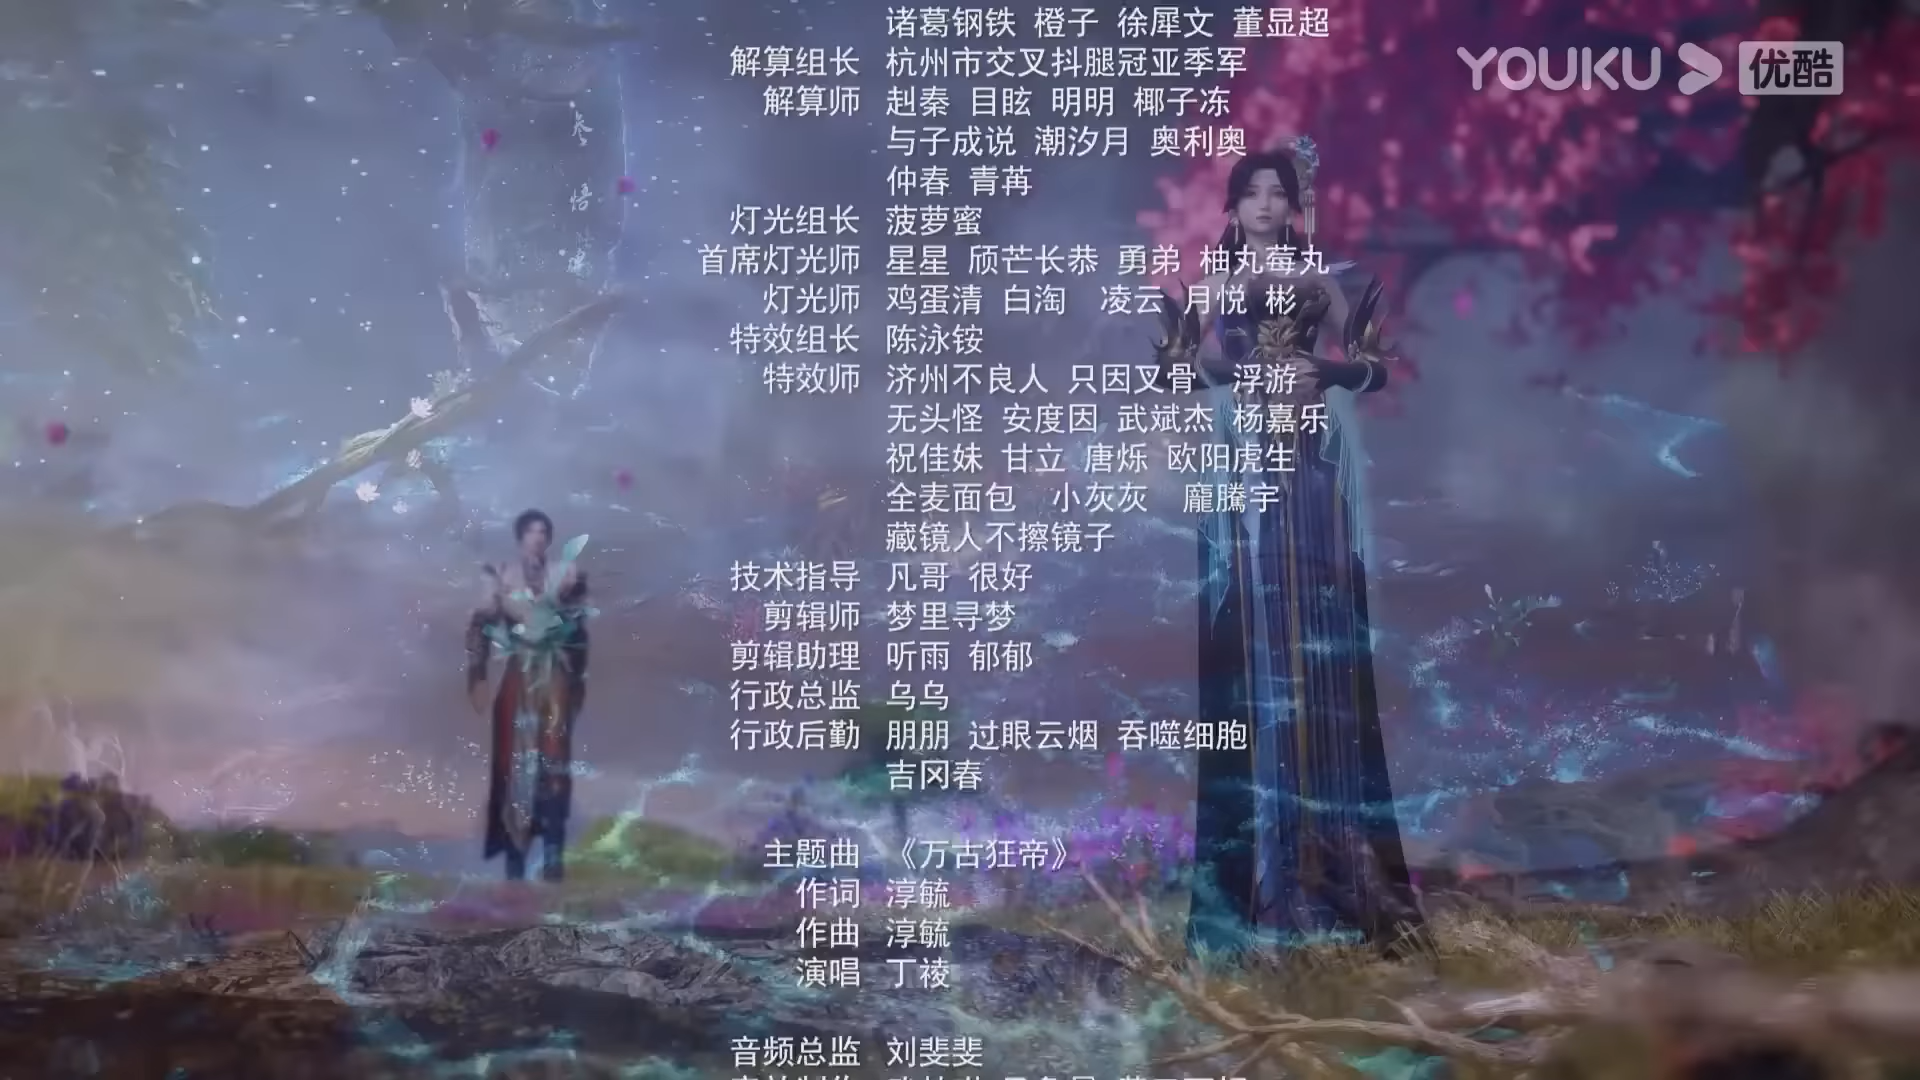 诸葛钢铁 橙子 徐犀文 董显超
YOUKU 优酷
解算组长 杭州市交叉抖腿冠亚季军
解算师 赳秦 目眩 明明 椰子冻
与子成说 潮汐月 奥利奥
仲春 青苒
灯光组长 菠萝蜜
首席灯光师 星星 颀芒长恭 勇弟 柚丸莓丸
灯光师 鸡蛋清 白淘 凌云 月悦 彬
特效组长 陈泳铵
特效师 济州不良人 只因叉骨 浮游
无头怪 安度因 武斌杰 杨嘉乐
祝佳妹 甘立 唐烁 欧阳虎生
全麦面包 小灰灰 龐騰宇
藏镜人不擦镜子
技术指导 凡哥 很好
剪辑师 梦里寻梦
剪辑助理 听雨 郁郁
行政总监 乌乌
行政后勤 朋朋 过眼云烟 吞噬细胞
吉冈春
主题曲 《万古狂帝》
作词 淳毓
作曲 淳毓
演唱 丁祾
音频总监 刘斐斐